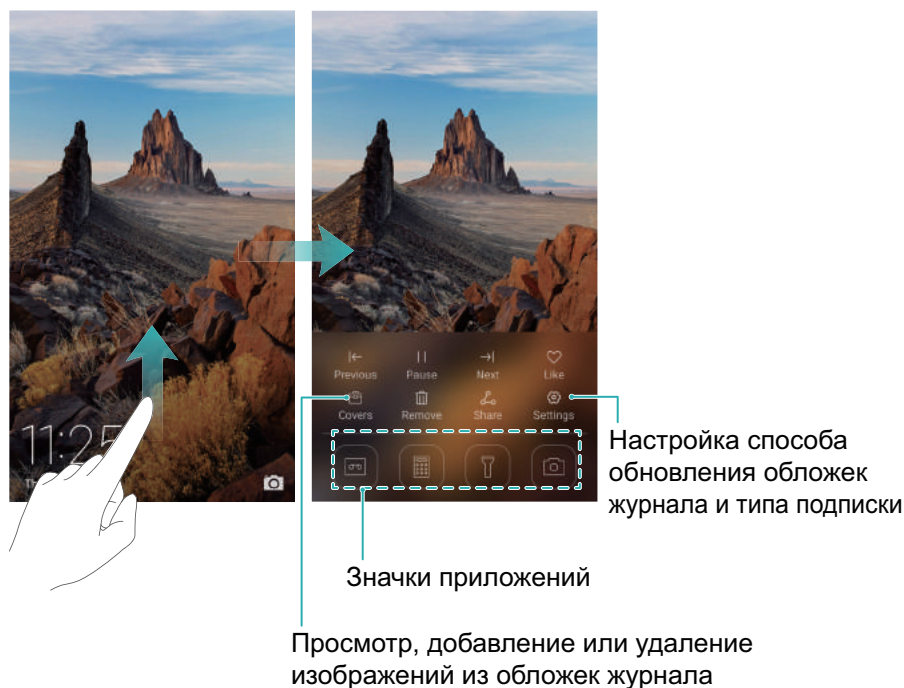 11:25
TH
Previous
Pause
Next
Like
Covers
Remove
Share
Settings
Настройка способа
обновления обложек
журнала и типа подписки
Значки приложений
Просмотр, добавление или удаление
изображений из обложек журнала